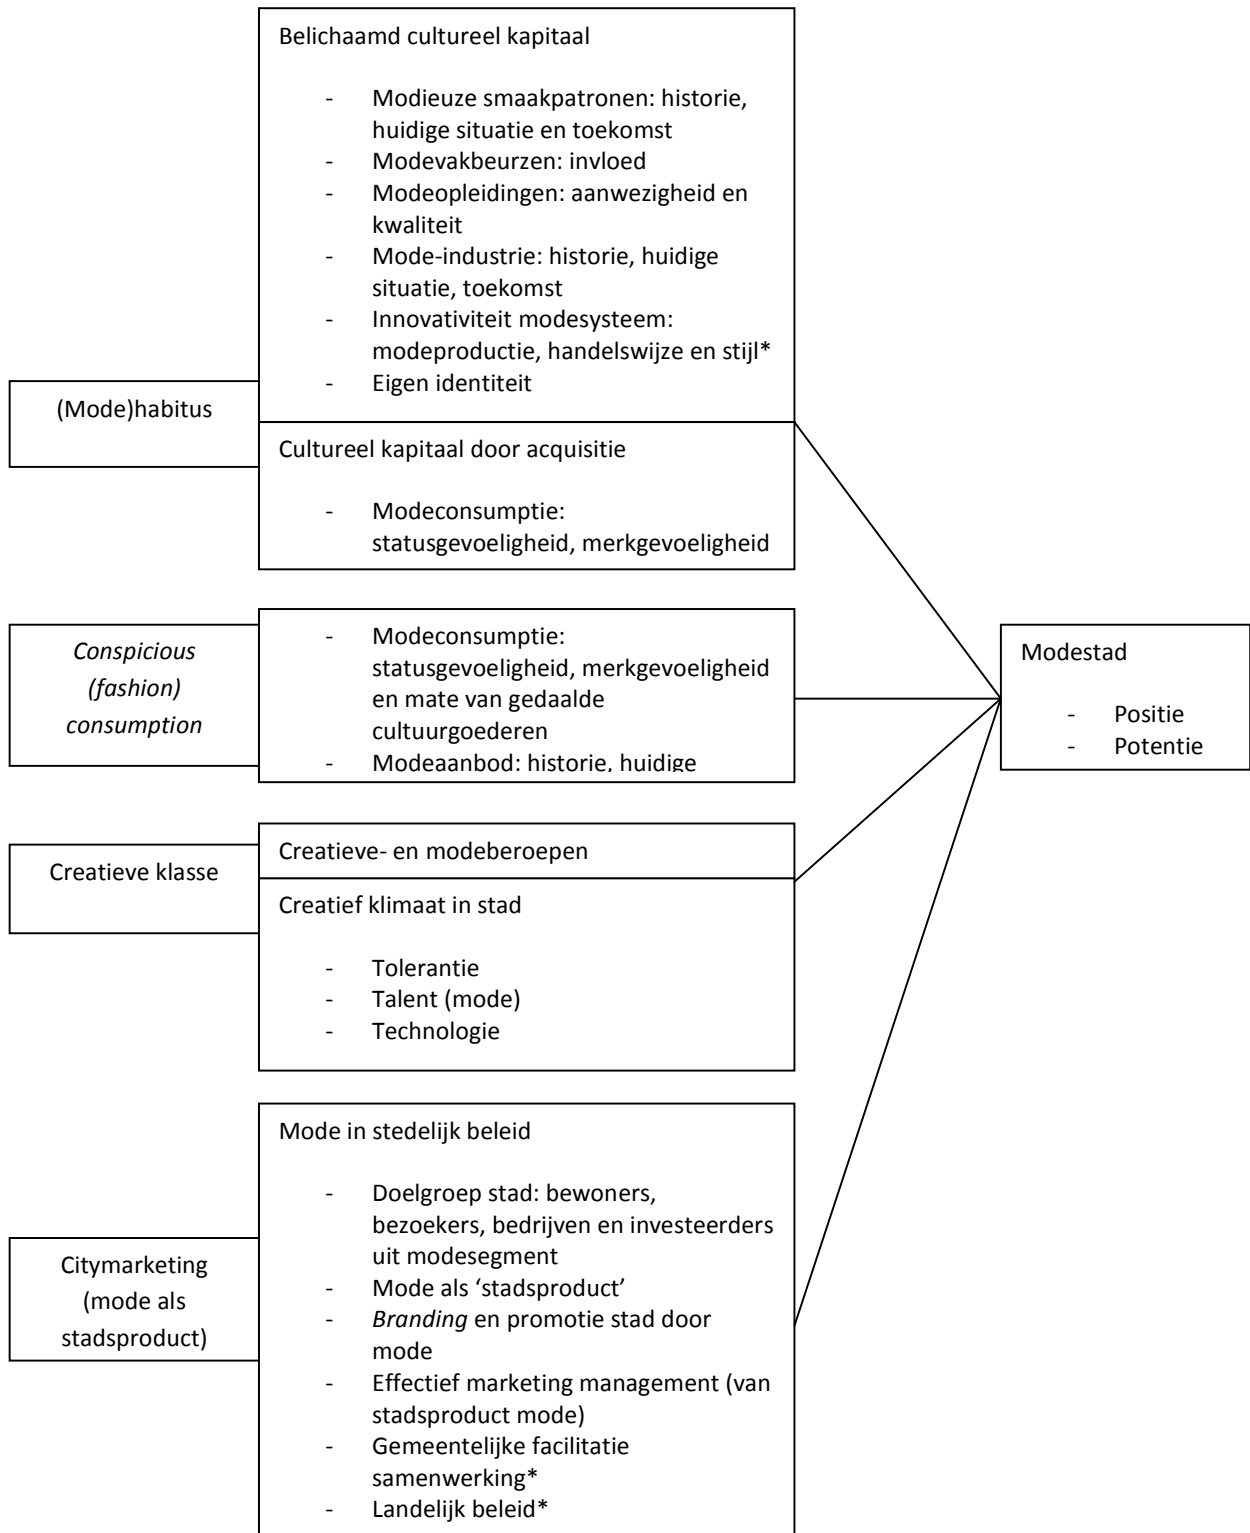 Belichaamd cultureel kapitaal
- Modieuze smaakpatronen: historie,
huidige situatie en toekomst
- Modevakbeurzen: invloed
- Modeopleidingen: aanwezigheid en
kwaliteit
- Mode-industrie: historie, huidige
situatie, toekomst
- Innovativiteit modesysteem:
modeproductie, handelswijze en stijl*
- Eigen identiteit
(Mode)habitus
Cultureel kapitaal door acquisitie
- Modeconsumptie:
statusgevoeligheid, merkgevoeligheid
Conspicious
(fashion)
consumption
- Modeconsumptie:
statusgevoeligheid, merkgevoeligheid
en mate van gedaalde
cultuurgoederen
- Modeaanbod: historie, huidige
Modestad
- Positie
- Potentie
Creatieve klasse
Creatieve- en modeberoepen
Creatief klimaat in stad
- Tolerantie
- Talent (mode)
- Technologie
Mode in stedelijk beleid
- Doelgroep stad: bewoners,
bezoekers, bedrijven en investeerders
uit modesegment
- Mode als ‘stadsproduct’
- Branding en promotie stad door
mode
- Effectief marketing management (van
stadsproduct mode)
- Gemeentelijke facilitatie
samenwerking*
- Landelijk beleid*
Citymarketing
(mode als
stadsproduct)